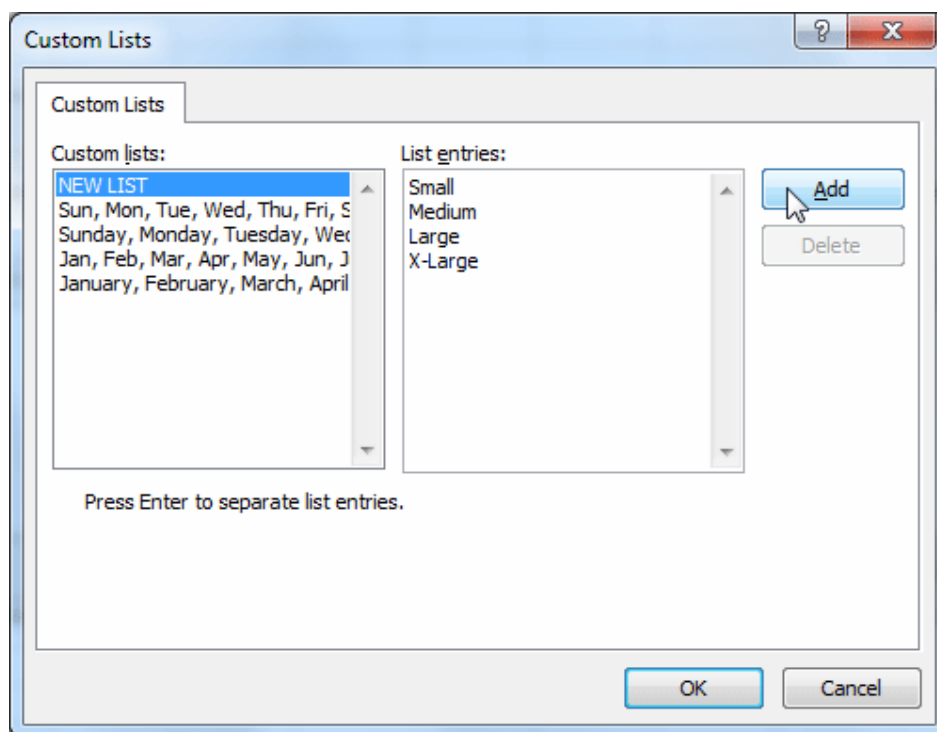 Custom Lists
?
X
Custom Lists
Custom lists:
NEW LIST
Sun, Mon, Tue, Wed, Thu, Fri, S
Sunday, Monday, Tuesday, Wed
Jan, Feb, Mar, Apr, May, Jun, J
January, February, March, April
List entries:
Small
Medium
Large
X-Large
Add
Delete
Press Enter to separate list entries.
OK
Cancel